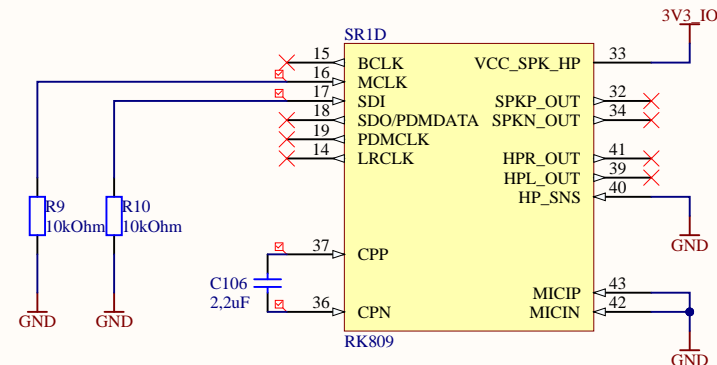 3V3_IO
SR1D
15 BCLK VCC_SPK_HP 33
16 MCLK
17 SDI SPKP_OUT 32
18 SDO/PDMDATA SPKN_OUT 34
19 PDMCLK
14 LRCLK HPR_OUT 41
HPL_OUT 39
HP_SNS 40
R9 R10
10kOhm 10kOhm
GND
37 CPP
C106
2,2uF
MICIP 43
36 CPN MICIN 42
GND GND
RK809
GND